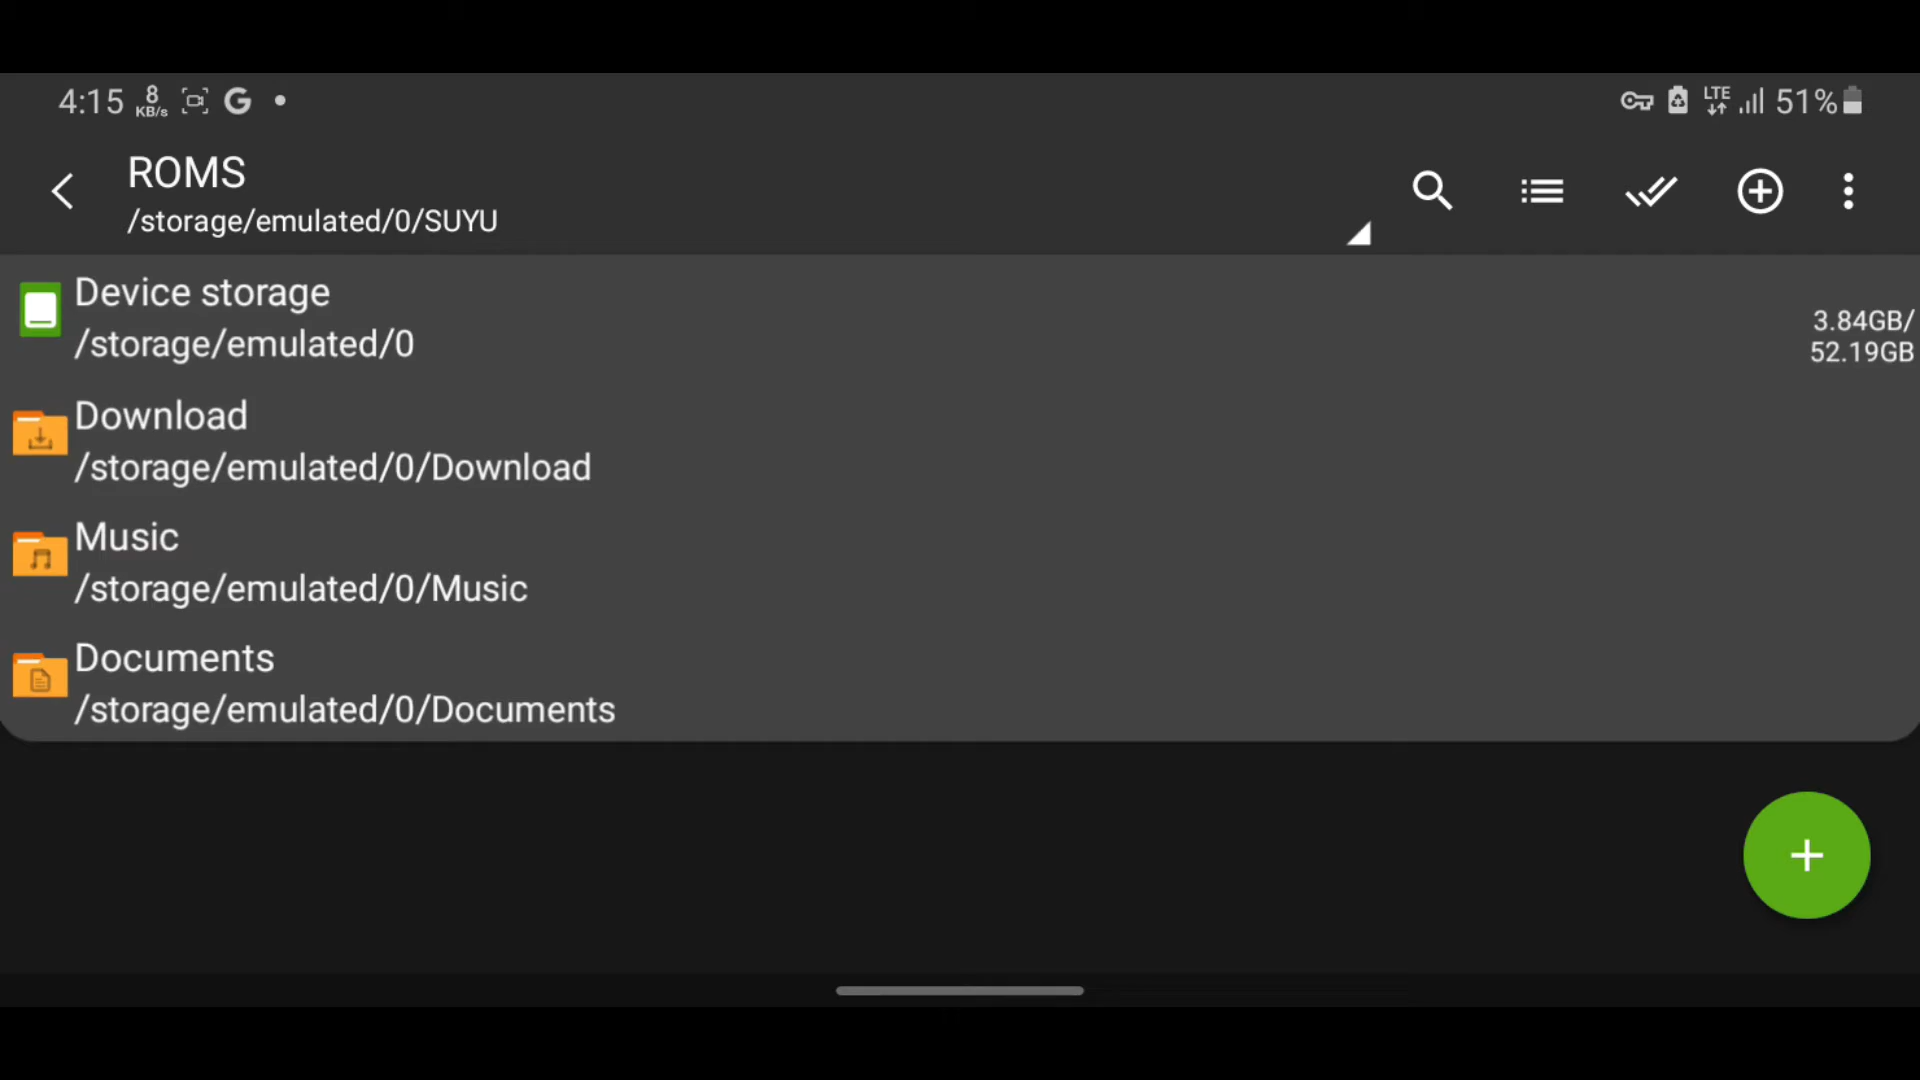 4:15 8 KB/s G LTE 51%
ROMS
/storage/emulated/0/SUYU
Device storage
/storage/emulated/0
3.84GB/
52.19GB
Download
/storage/emulated/0/Download
Music
/storage/emulated/0/Music
Documents
/storage/emulated/0/Documents